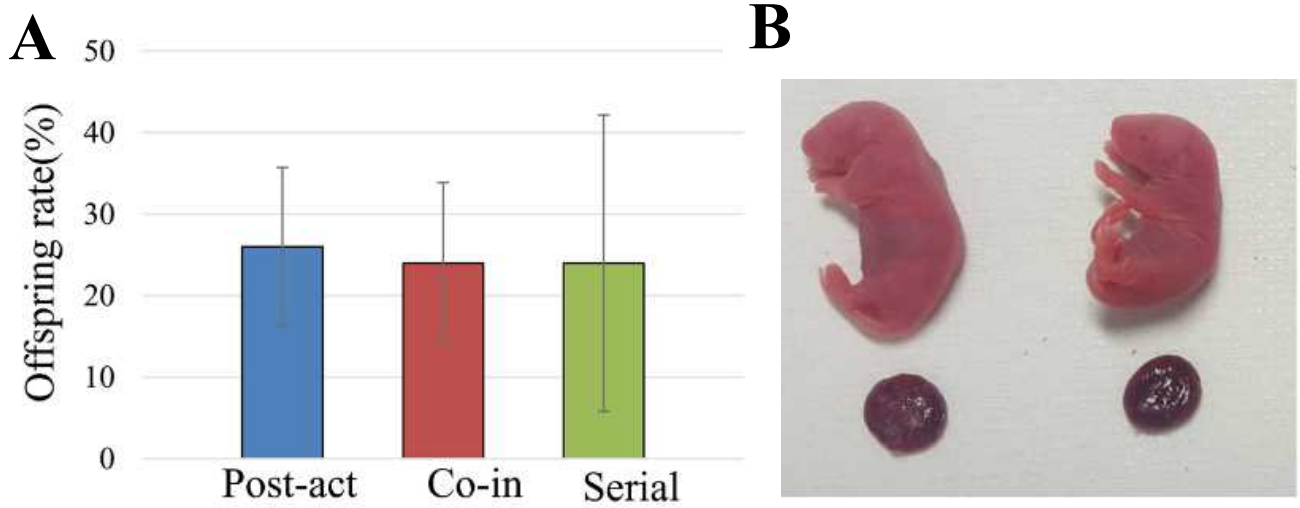 A
50
40
30
20
10
0
Offspring rate(%)
Post-act
Co-in
Serial
B